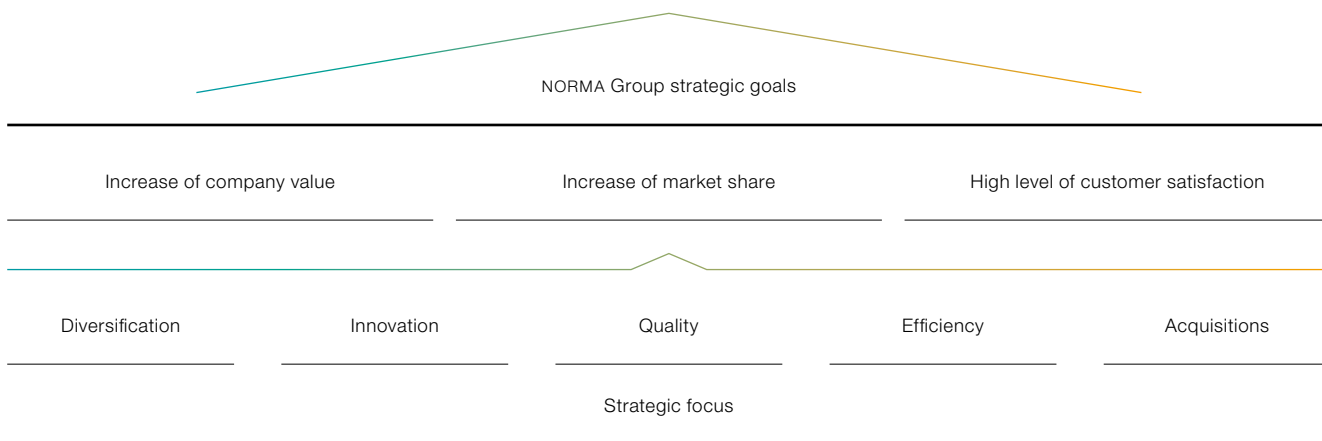 NORMA Group strategic goals
Increase of company value
Increase of market share
High level of customer satisfaction
Diversification
Innovation
Quality
Efficiency
Acquisitions
Strategic focus